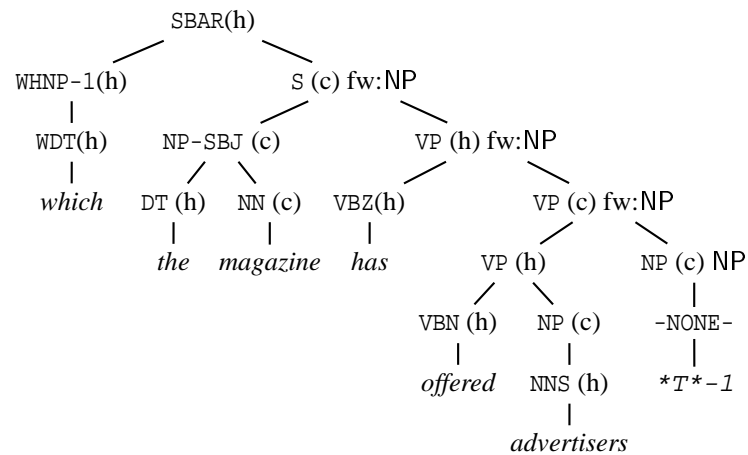 SBAR(h)
WHNP-1(h) S (c) fw:NP
WDT(h) NP-SBJ (c) VP (h) fw:NP
which DT (h) NN (c) VBZ(h) VP (c) fw:NP
the magazine has VP (h) NP (c) NP
VBN (h) NP (c) -NONE-
offered NNS (h) *T*-1
advertisers